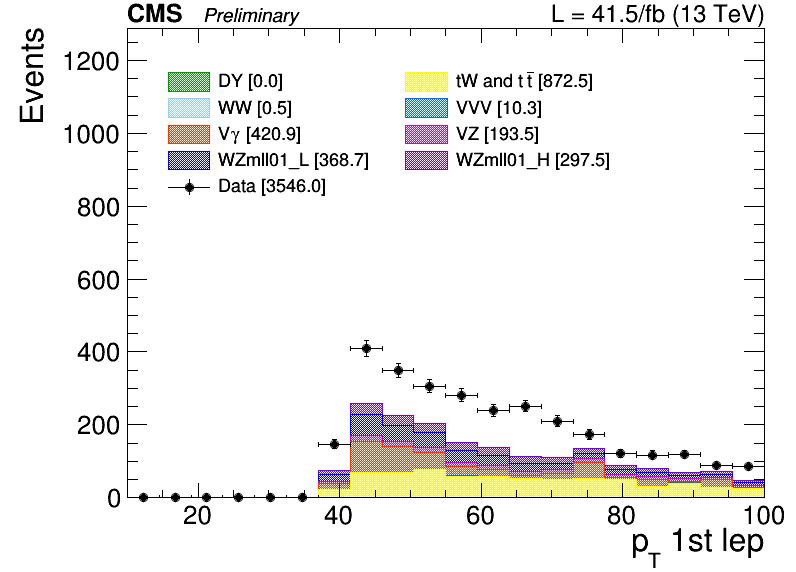 CMS Preliminary L = 41.5/fb (13 TeV)
Events
1200
1000
800
600
400
200
0
DY [0.0]
WW [0.5]
Vγ [420.9]
WZmll01_L [368.7]
Data [3546.0]
tW and tt̅ [872.5]
VVV [10.3]
VZ [193.5]
WZmll01_H [297.5]
20 40 60 80 100
p_T 1st lep